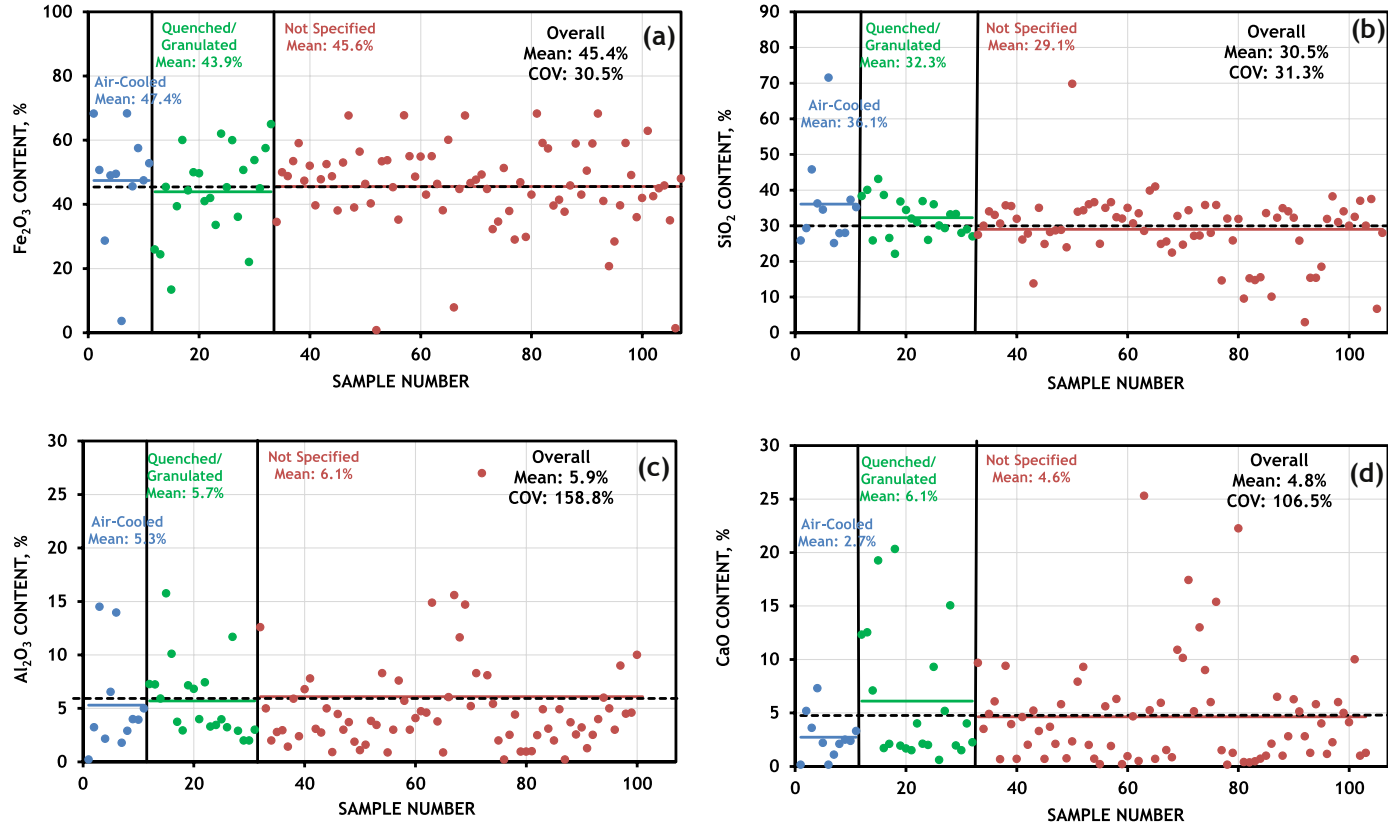 100
80
60
40
20
0
Fe₂O₃ CONTENT, %
Air-Cooled
Mean: 47.4%
Quenched/
Granulated
Mean: 43.9%
Not Specified
Mean: 45.6%
Overall
Mean: 45.4%
COV: 30.5%
(a)
0 20 40 60 80 100
SAMPLE NUMBER
90
80
70
60
50
40
30
20
10
0
SiO₂ CONTENT, %
Air-Cooled
Mean: 36.1%
Quenched/
Granulated
Mean: 32.3%
Not Specified
Mean: 29.1%
Overall
Mean: 30.5%
COV: 31.3%
(b)
0 20 40 60 80 100
SAMPLE NUMBER
30
25
20
15
10
5
0
Al₂O₃ CONTENT, %
Air-Cooled
Mean: 5.3%
Quenched/
Granulated
Mean: 5.7%
Not Specified
Mean: 6.1%
Overall
Mean: 5.9%
COV: 158.8%
(c)
0 20 40 60 80 100
SAMPLE NUMBER
30
25
20
15
10
5
0
CaO CONTENT, %
Air-Cooled
Mean: 2.7%
Quenched/
Granulated
Mean: 6.1%
Not Specified
Mean: 4.6%
Overall
Mean: 4.8%
COV: 106.5%
(d)
0 20 40 60 80 100
SAMPLE NUMBER